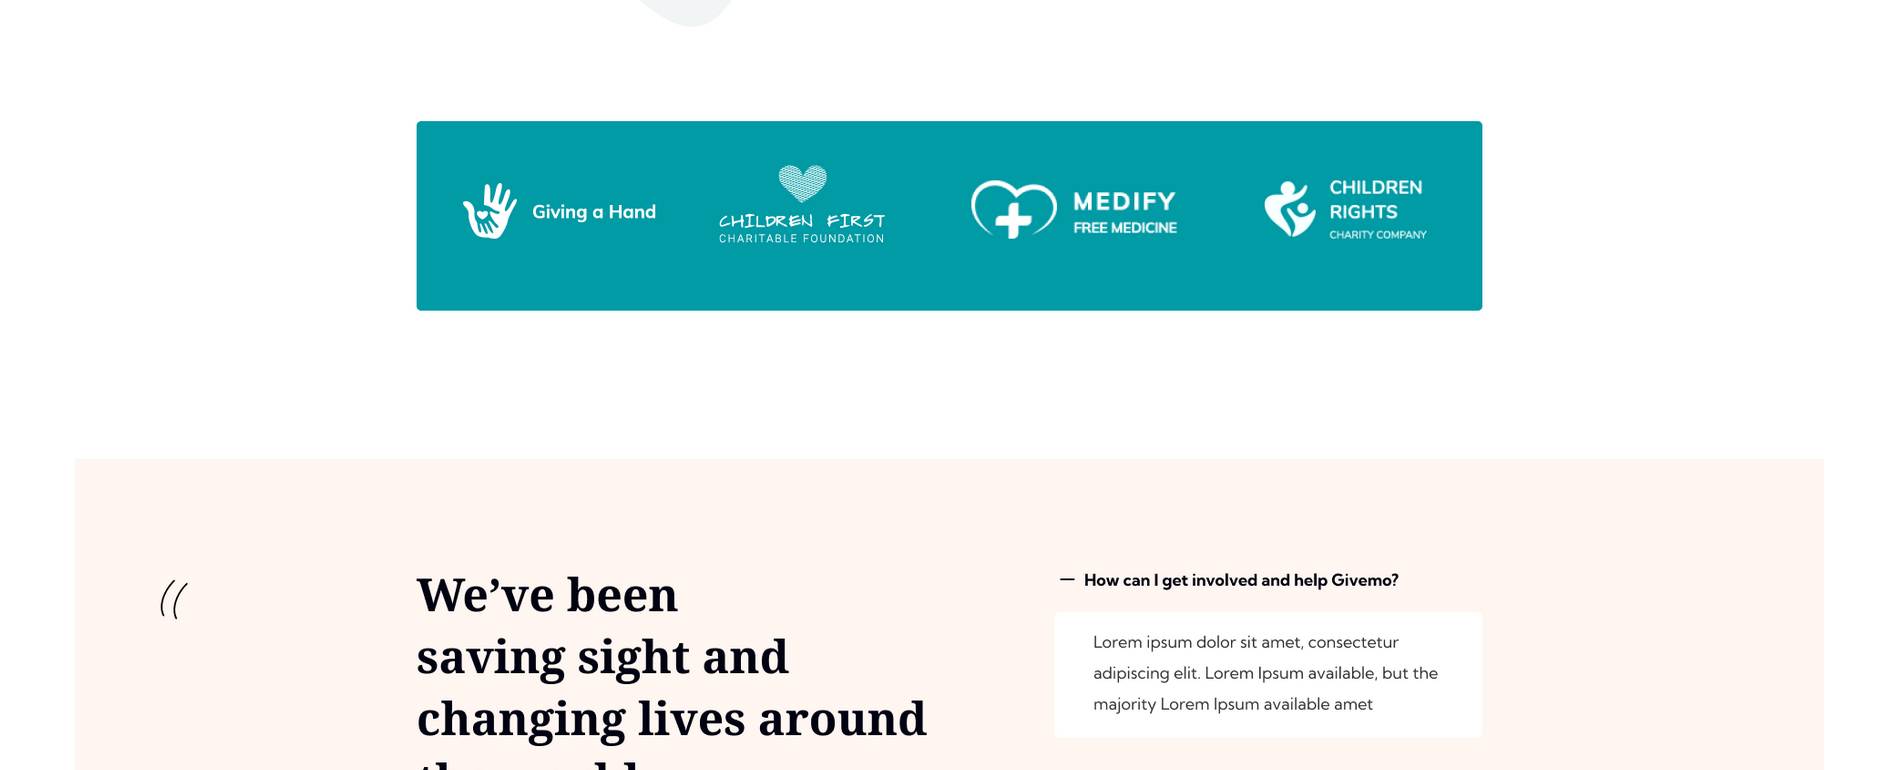 Giving a Hand
CHILDREN FIRST
CHARITABLE FOUNDATION
MEDIFY
FREE MEDICINE
CHILDREN
RIGHTS
CHARITY COMPANY
We’ve been
saving sight and
changing lives around
How can I get involved and help Givemo?
Lorem ipsum dolor sit amet, consectetur
adipiscing elit. Lorem Ipsum available, but the
majority Lorem Ipsum available amet